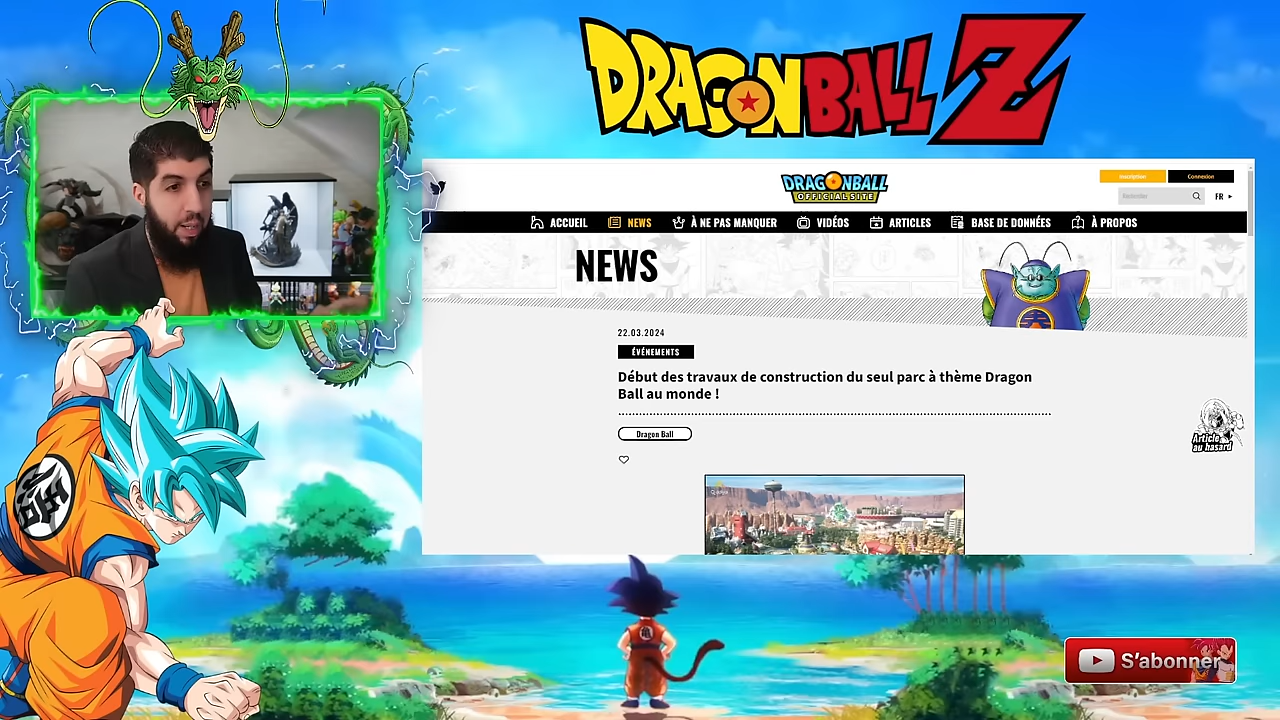 DRAGON BALL Z
DRAGONBALL
OFFICIAL SITE
Inscription
Connexion
Rechercher
FR
ACCUEIL
NEWS
À NE PAS MANQUER
VIDÉOS
ARTICLES
BASE DE DONNÉES
À PROPOS
NEWS
22.03.2024
ÉVÉNEMENTS
Début des travaux de construction du seul parc à thème Dragon
Ball au monde !
Dragon Ball
Article
au hasard
S'abonner